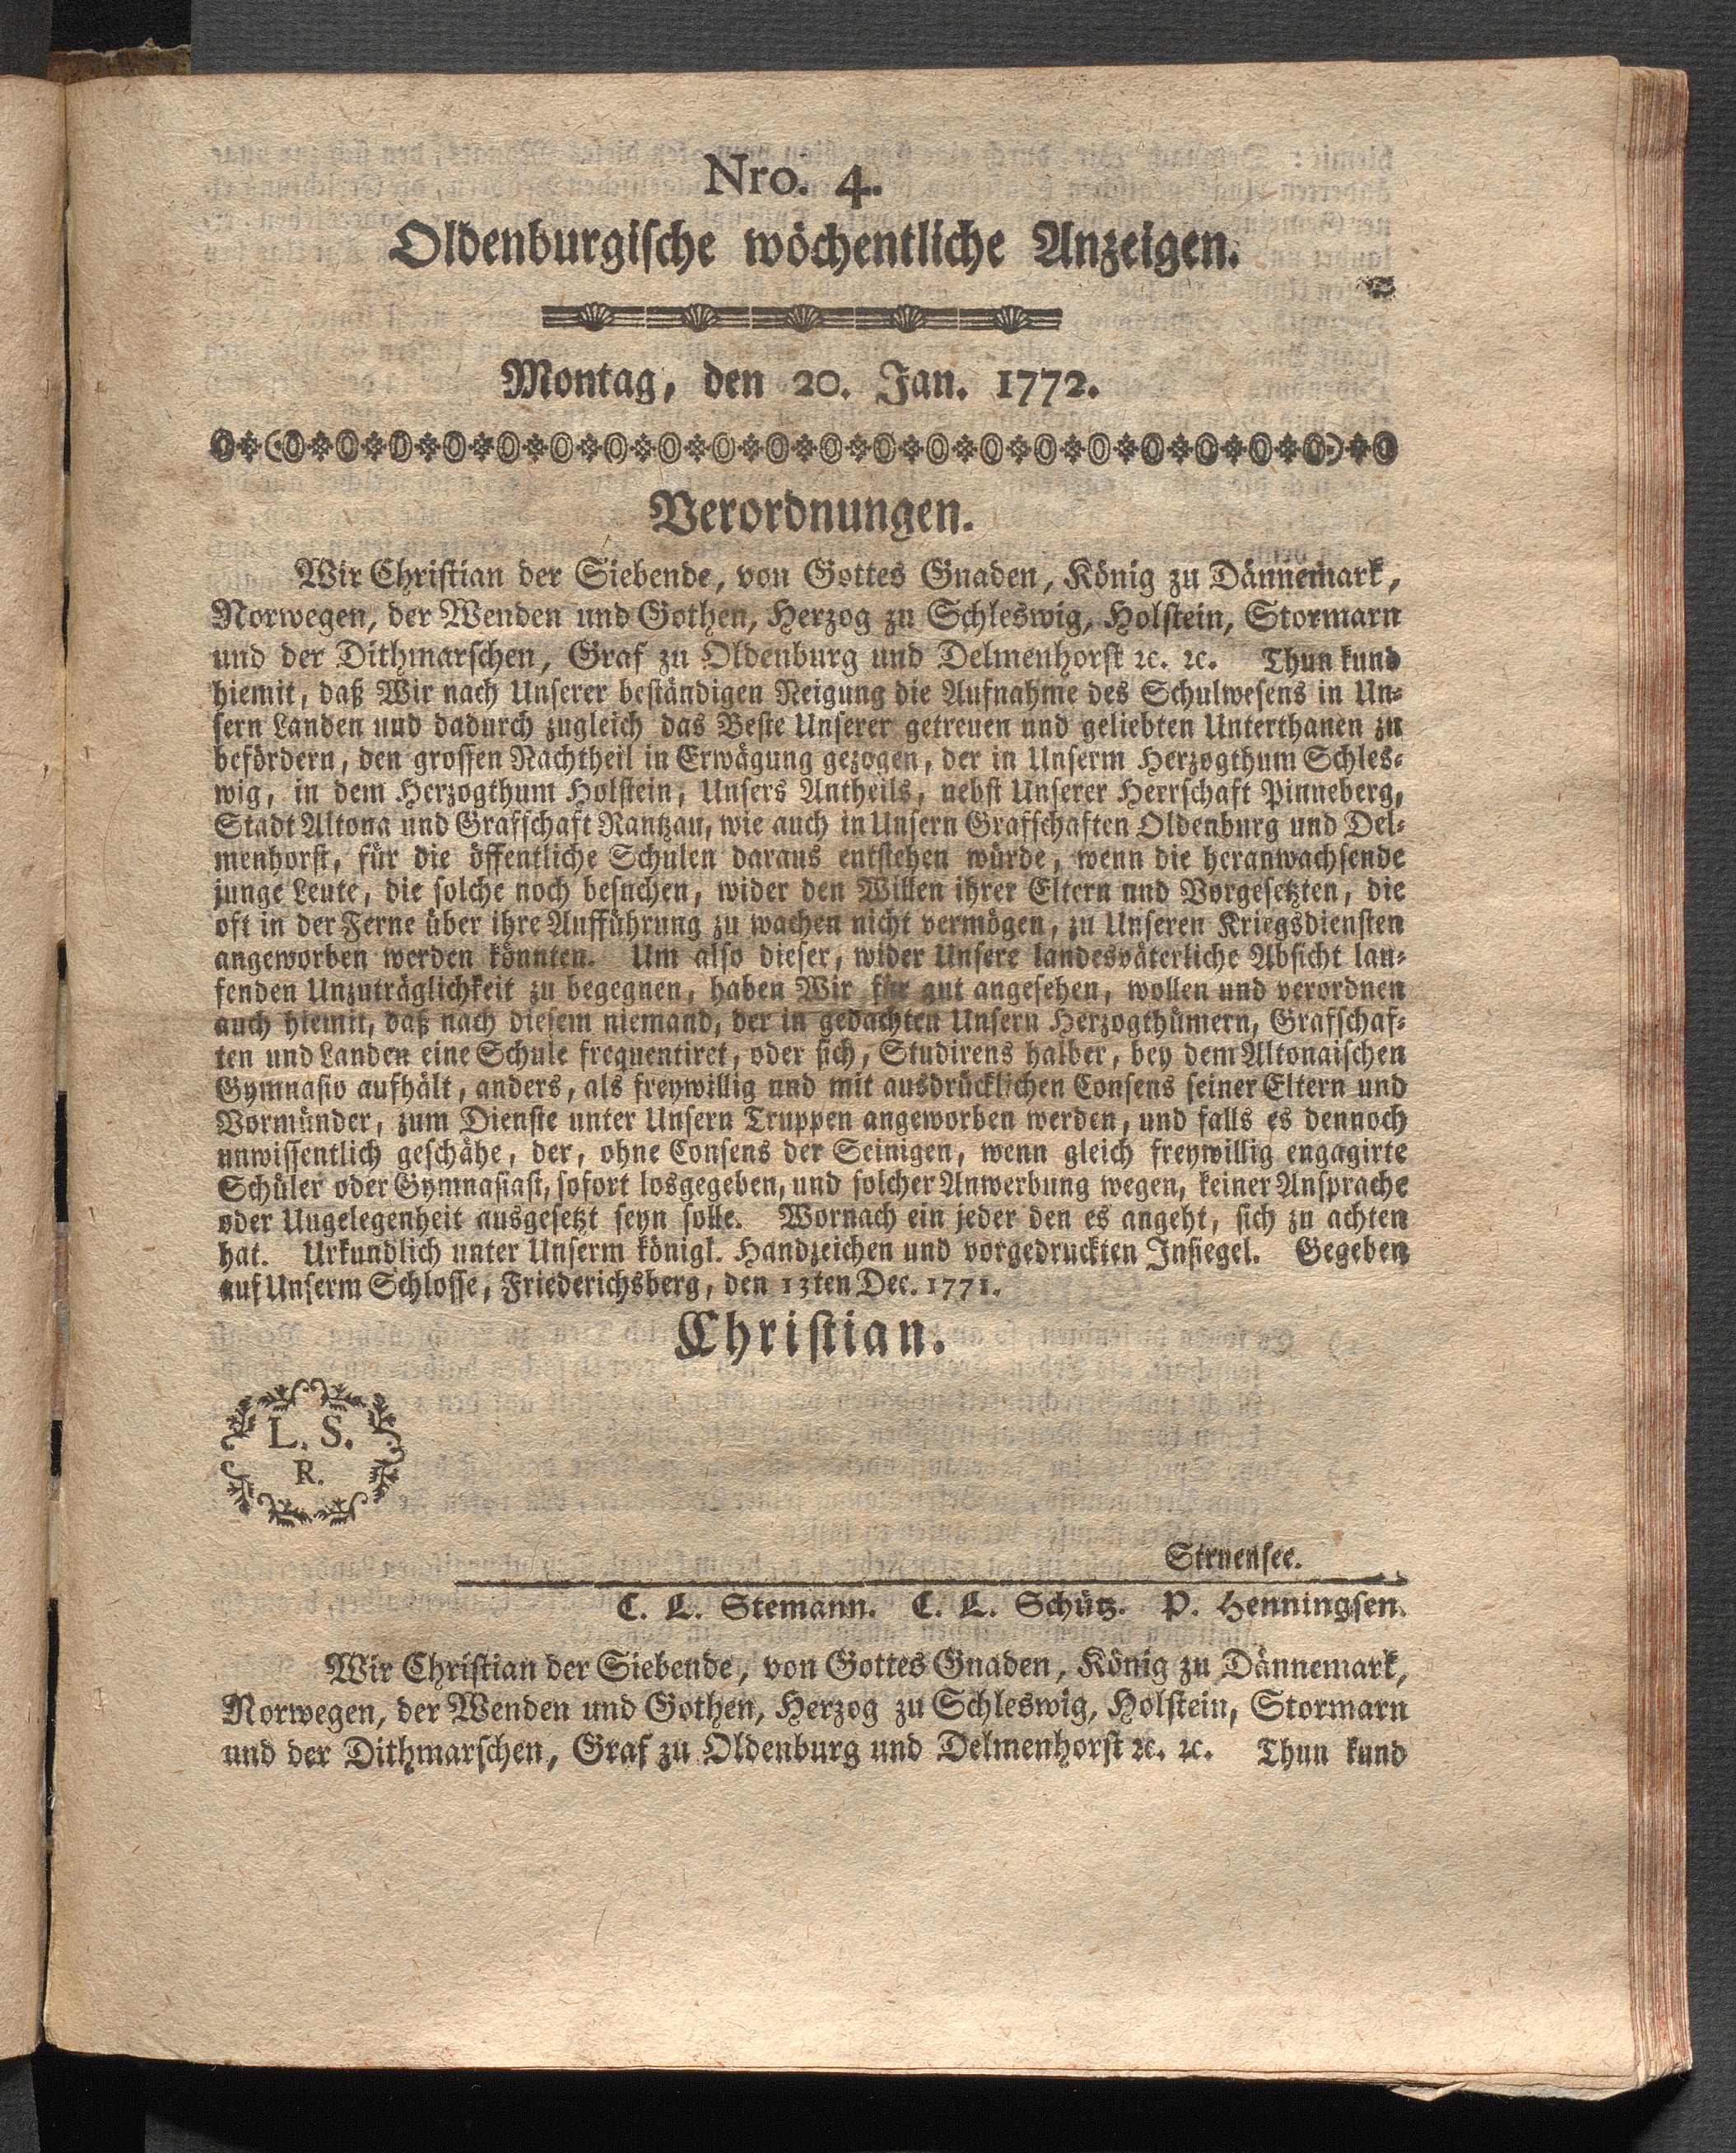 Nro. 4.
Oldenburgische wöchentliche Anzeigen.
Montag, den 20. Jan. 1772.
Verordnungen.
Wir Christian der Siebende, von Gottes Gnaden, König zu Dännemark,
Norwegen, der Wenden und Gothen, Herzog zu Schleswig, Holstein, Stormarn
und der Dithmarschen, Graf zu Oldenburg und Delmenhorst ꝛc. ꝛc. Thun kund
hiemit, daß Wir nach Unserer beständigen Neigung die Aufnahme des Schulwesens in Un-
sern Landen und dadurch zugleich das Beste Unserer getreuen und geliebten Unterthanen zu
befördern, den grossen Nachtheil in Erwägung gezogen, der in Unserm Herzogthum Schles-
wig, in dem Herzogthum Holstein, Unsers Antheils, nebst Unserer Herrschaft Pinneberg,
Stadt Altona und Grafschaft Rantzau, wie auch in Unsern Grafschaften Oldenburg und Del-
menhorst, für die öffentliche Schulen daraus entstehen würde, wenn die heranwachsende
junge Leute, die solche noch besuchen, wider den Willen ihrer Eltern und Vorgesetzten, die
oft in der Ferne über ihre Aufführung zu wachen nicht vermögen, zu Unseren Kriegsdiensten
angeworben werden könnten. Um also dieser, wider Unsere landesväterliche Absicht lau-
fenden Unzuträglichkeit zu begegnen, haben Wir für gut angesehen, wollen und verordnen
auch hiemit, daß nach diesem niemand, der in gedachten Unsern Herzogthümern, Grafschaf-
ten und Landen eine Schule frequentiret, oder sich, Studirens halber, bey dem Altonaischen
Gymnasio aufhält, anders, als freywillig und mit ausdrücklichen Consens seiner Eltern und
Vormünder, zum Dienste unter Unsern Truppen angeworben werden, und falls es dennoch
unwissentlich geschähe, der, ohne Consens der Seinigen, wenn gleich freywillig engagirte
Schüler oder Gymnasiast, sofort losgegeben, und solcher Anwerbung wegen, keiner Ansprache
oder Ungelegenheit ausgesetzt seyn solle. Wornach ein jeder den es angeht, sich zu achten
hat. Urkundlich unter Unserm königl. Handzeichen und vorgedruckten Insiegel. Gegeben
auf Unserm Schlosse, Friederichsberg, den 13ten Dec. 1771.
Christian.
L. S.
R.
Struensee.
C. L. Stemann. C. L. Schütz. P. Henningsen.
Wir Christian der Siebende, von Gottes Gnaden, König zu Dännemark,
Norwegen, der Wenden und Gothen, Herzog zu Schleswig, Holstein, Stormarn
und der Dithmarschen, Graf zu Oldenburg und Delmenhorst ꝛc. ꝛc. Thun kund